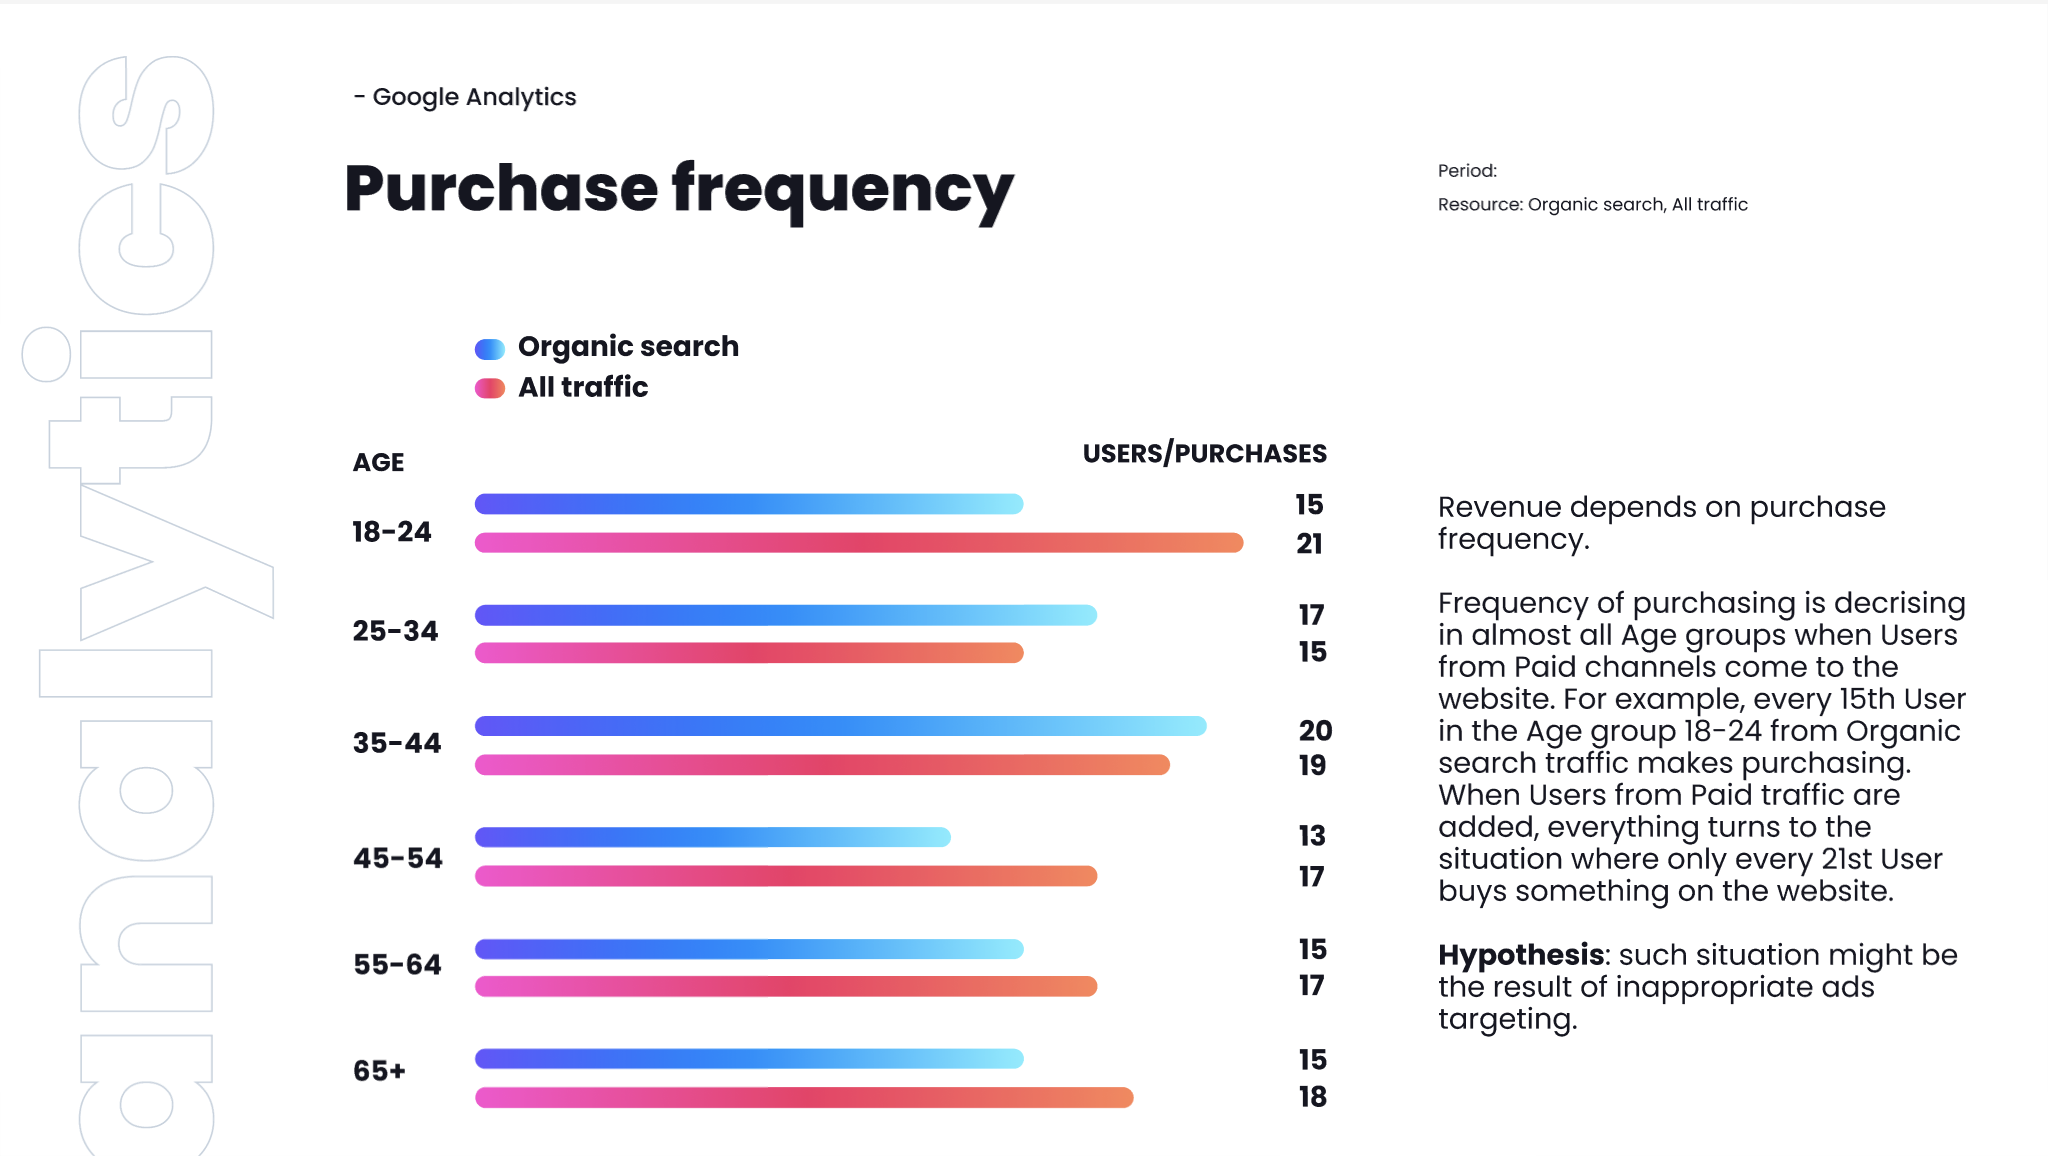 analytics
- Google Analytics
Purchase frequency
Period:
Resource: Organic search, All traffic
Organic search
All traffic
AGE
USERS/PURCHASES
18-24
15
21
25-34
17
15
35-44
20
19
45-54
13
17
55-64
15
17
65+
15
18
Revenue depends on purchase
frequency.
Frequency of purchasing is decrising
in almost all Age groups when Users
from Paid channels come to the
website. For example, every 15th User
in the Age group 18-24 from Organic
search traffic makes purchasing.
When Users from Paid traffic are
added, everything turns to the
situation where only every 21st User
buys something on the website.
Hypothesis: such situation might be
the result of inappropriate ads
targeting.